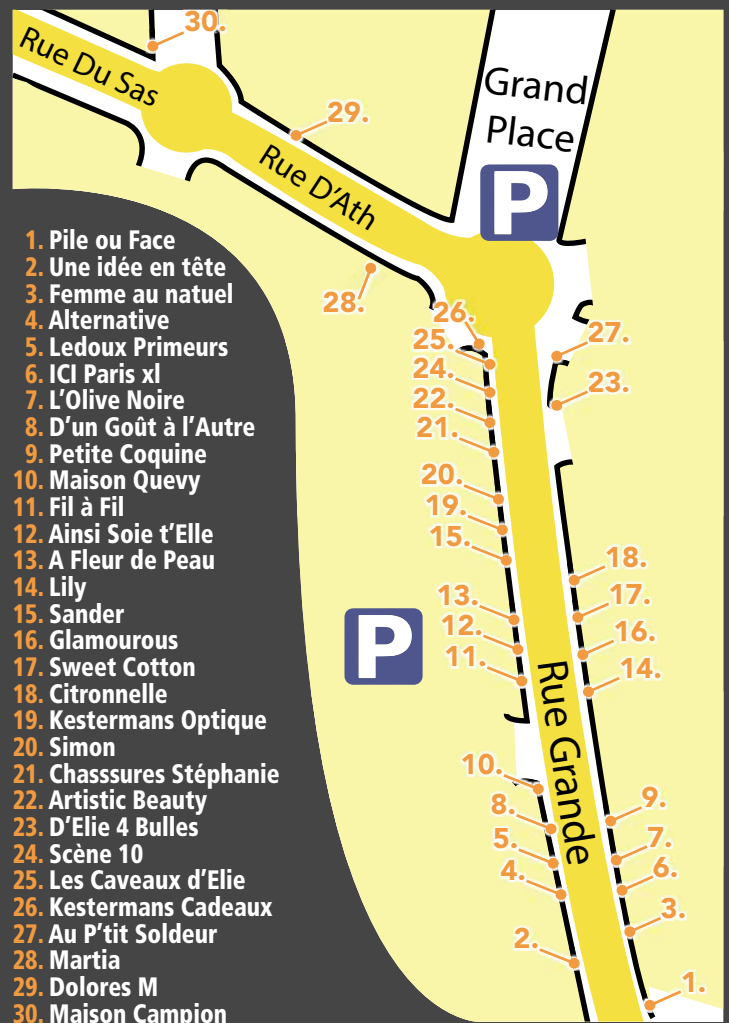 30.
Rue Du Sas
Grand
Place
29.
Rue D'Ath
P
28.
26.
27.
25.
24.
23.
22.
21.
20.
19.
15.
18.
17.
13.
16.
12.
14.
11.
P
Rue Grande
10.
9.
8.
7.
5.
6.
4.
3.
2.
1.
1. Pile ou Face
2. Une idée en tête
3. Femme au natuel
4. Alternative
5. Ledoux Primeurs
6. ICI Paris xl
7. L'Olive Noire
8. D'un Goût à l'Autre
9. Petite Coquine
10. Maison Quevy
11. Fil à Fil
12. Ainsi Soie t'Elle
13. A Fleur de Peau
14. Lily
15. Sander
16. Glamourous
17. Sweet Cotton
18. Citronnelle
19. Kestermans Optique
20. Simon
21. Chasssures Stéphanie
22. Artistic Beauty
23. D'Elie 4 Bulles
24. Scène 10
25. Les Caveaux d'Elie
26. Kestermans Cadeaux
27. Au P'tit Soldeur
28. Martia
29. Dolores M
30. Maison Campion